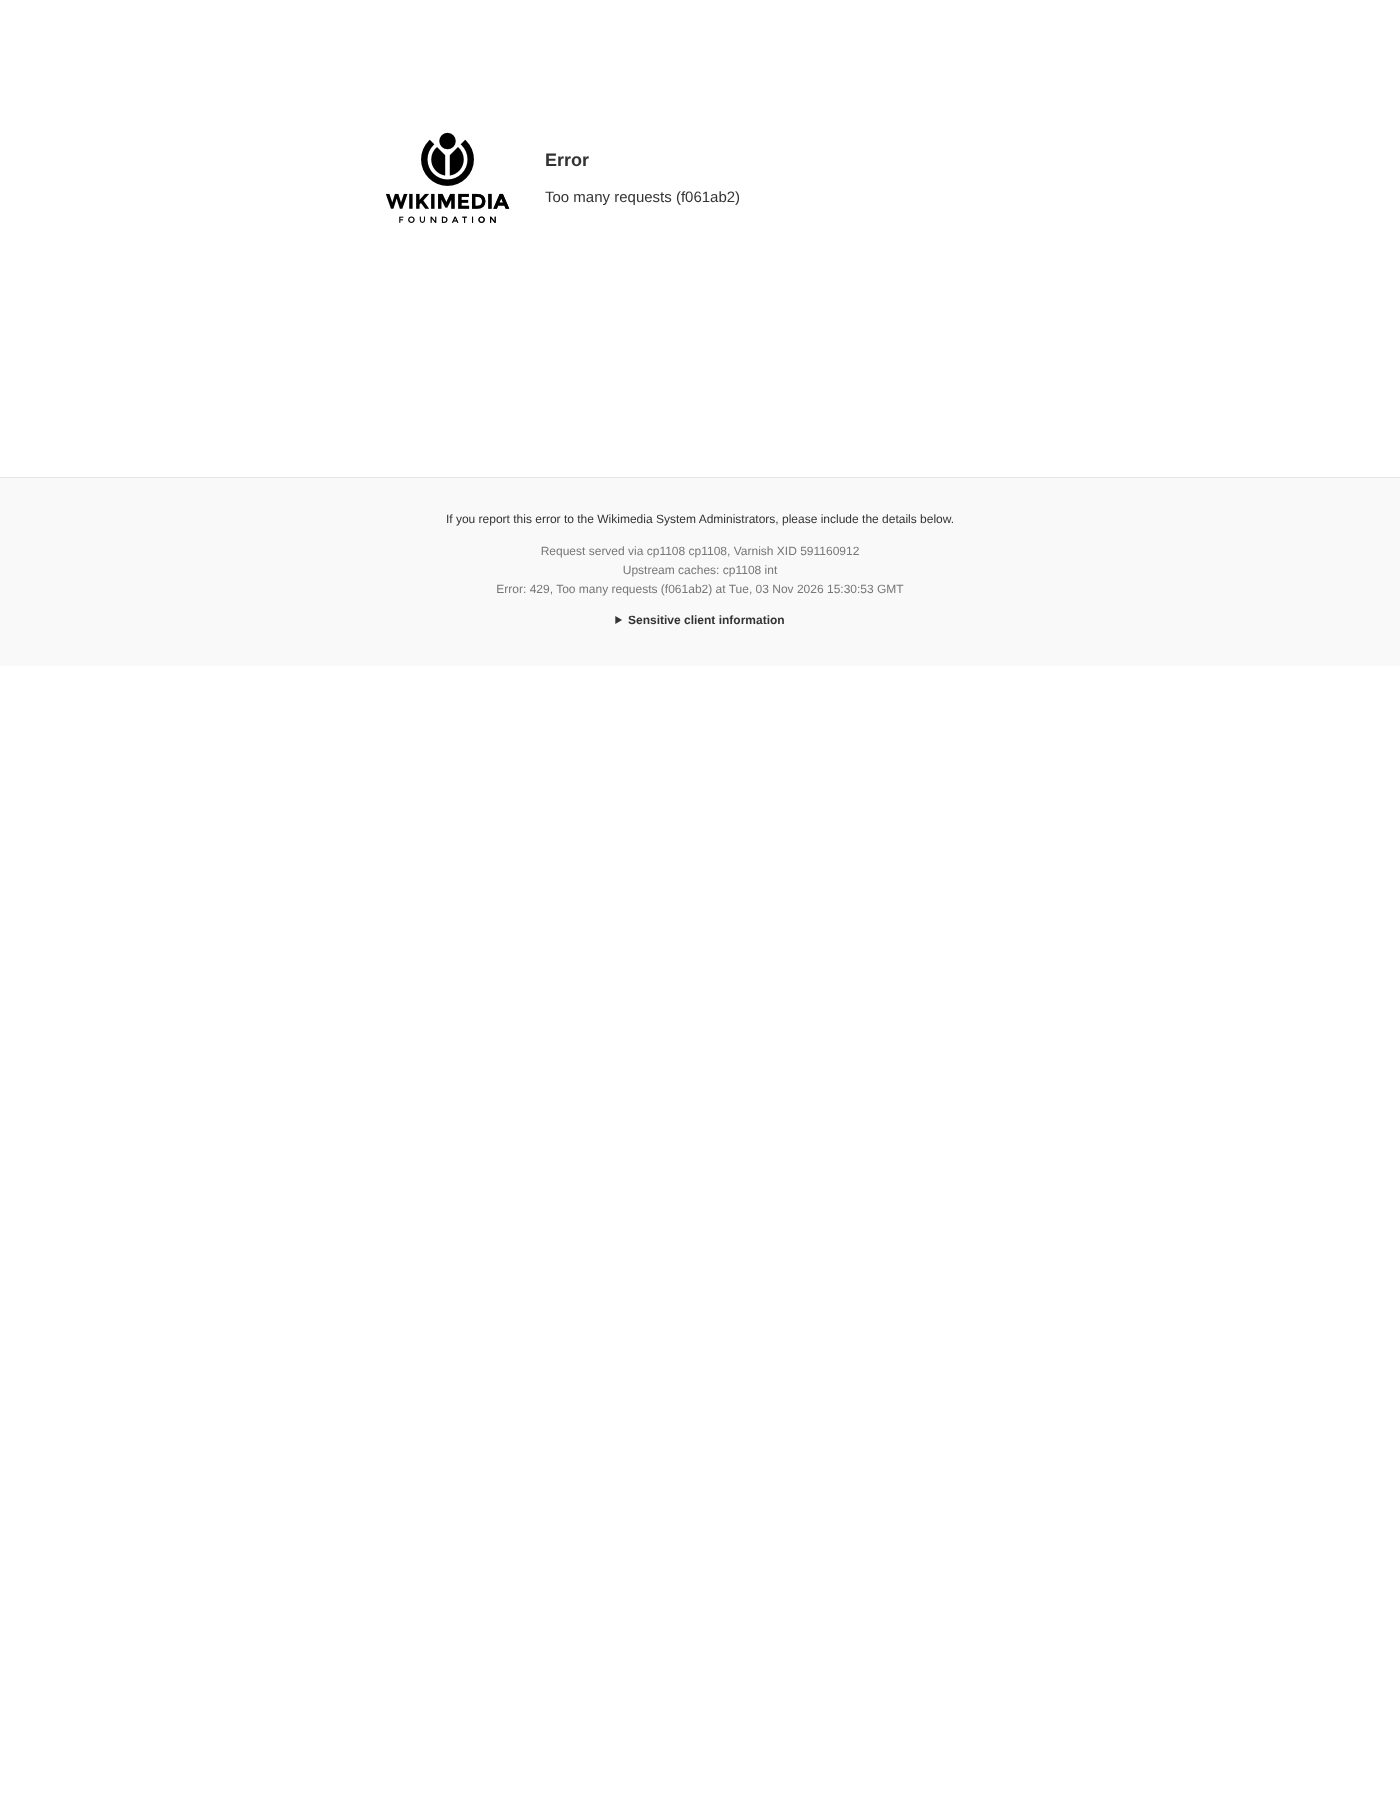 WIKIMEDIA
FOUNDATION
Error
Too many requests (f061ab2)
If you report this error to the Wikimedia System Administrators, please include the details below.
Request served via cp1108 cp1108, Varnish XID 591160912
Upstream caches: cp1108 int
Error: 429, Too many requests (f061ab2) at Tue, 03 Nov 2026 15:30:53 GMT
Sensitive client information